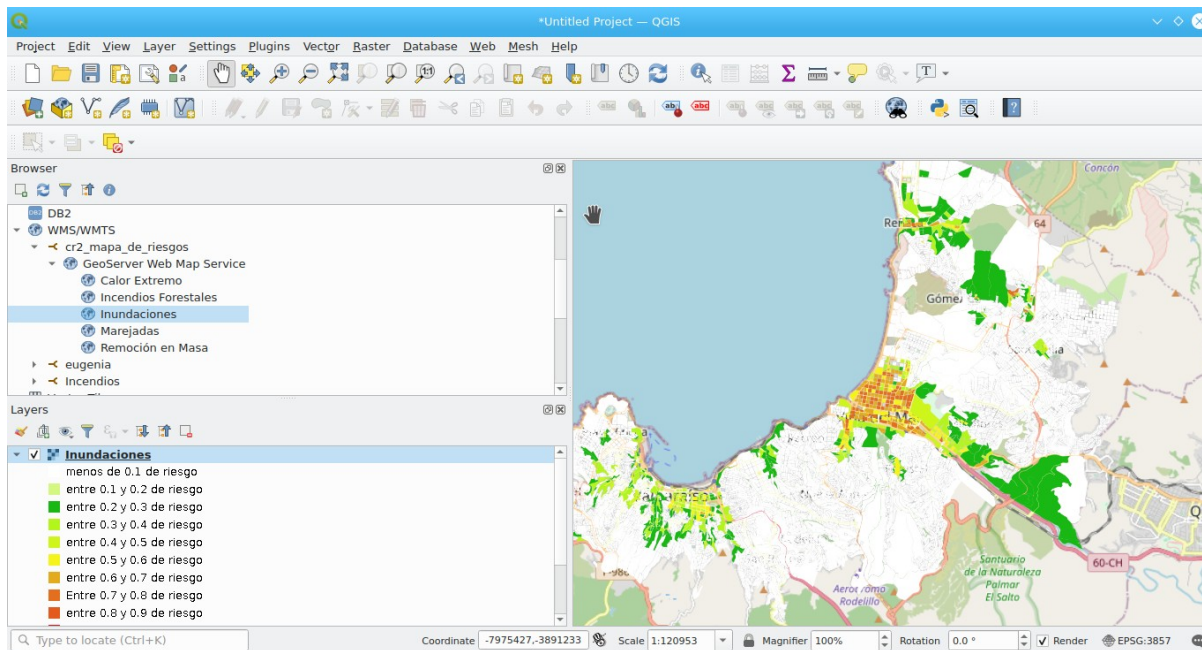 *Untitled Project — QGIS
Project Edit View Layer Settings Plugins Vector Raster Database Web Mesh Help
Browser
DB2
WMS/WMTS
cr2_mapa_de_riesgos
GeoServer Web Map Service
Calor Extremo
Incendios Forestales
Inundaciones
Marejadas
Remoción en Masa
eugenia
Incendios
Layers
Inundaciones
menos de 0.1 de riesgo
entre 0.1 y 0.2 de riesgo
entre 0.2 y 0.3 de riesgo
entre 0.3 y 0.4 de riesgo
entre 0.4 y 0.5 de riesgo
entre 0.5 y 0.6 de riesgo
entre 0.6 y 0.7 de riesgo
Entre 0.7 y 0.8 de riesgo
entre 0.8 y 0.9 de riesgo
Concón
64
Valparaíso
60-CH
Santuario
de la Naturaleza
Palmar
El Salto
Rodelillo
Type to locate (Ctrl+K) Coordinate -7975427,-3891233 Scale 1:120953 Magnifier 100% Rotation 0.0 ° Render EPSG:3857